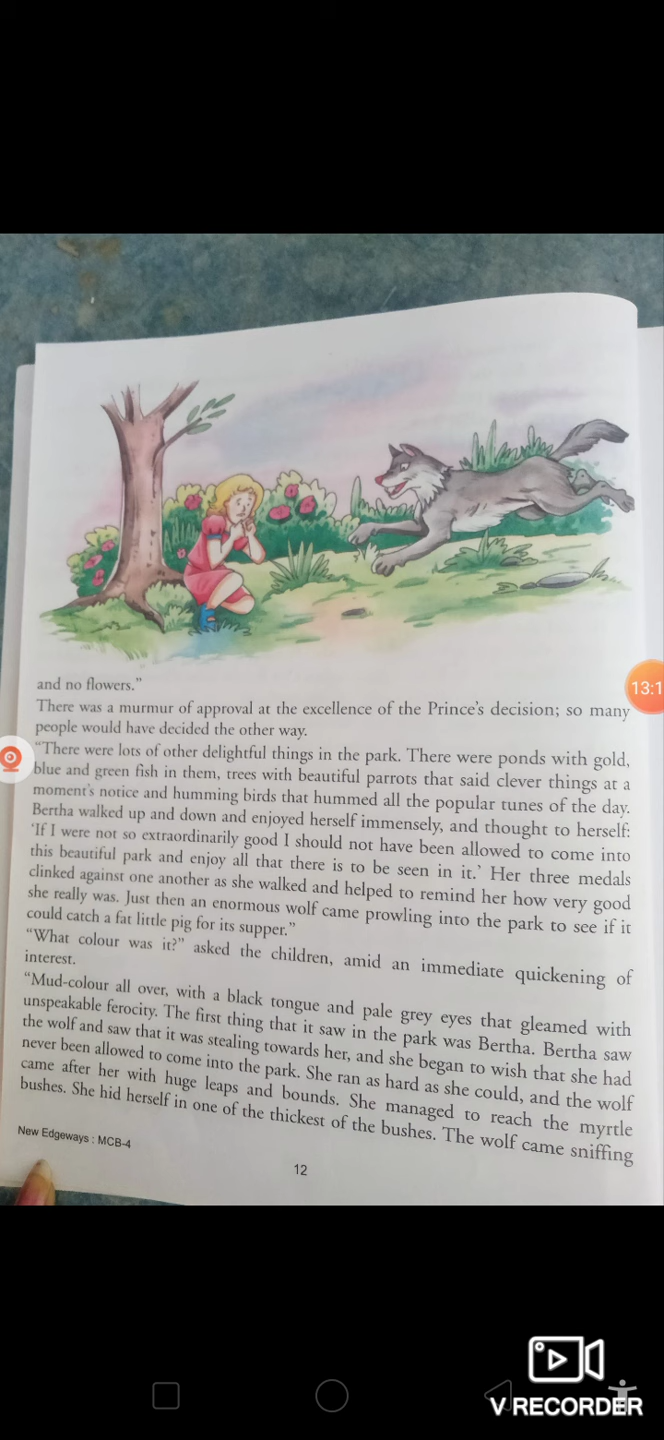 and no flowers.”
There was a murmur of approval at the excellence of the Prince’s decision; so many
people would have decided the other way.
“There were lots of other delightful things in the park. There were ponds with gold,
blue and green fish in them, trees with beautiful parrots that said clever things at a
moment’s notice and humming birds that hummed all the popular tunes of the day.
Bertha walked up and down and enjoyed herself immensely, and thought to herself:
‘If I were not so extraordinarily good I should not have been allowed to come into
this beautiful park and enjoy all that there is to be seen in it.’ Her three medals
clinked against one another as she walked and helped to remind her how very good
she really was. Just then an enormous wolf came prowling into the park to see if it
could catch a fat little pig for its supper.”
“What colour was it?” asked the children, amid an immediate quickening of
interest.
“Mud-colour all over, with a black tongue and pale grey eyes that gleamed with
unspeakable ferocity. The first thing that it saw in the park was Bertha. Bertha saw
the wolf and saw that it was stealing towards her, and she began to wish that she had
never been allowed to come into the park. She ran as hard as she could, and the wolf
came after her with huge leaps and bounds. She managed to reach the myrtle
bushes. She hid herself in one of the thickest of the bushes. The wolf came sniffing
New Edgeways : MCB-4
12
13:1
V RECORDER